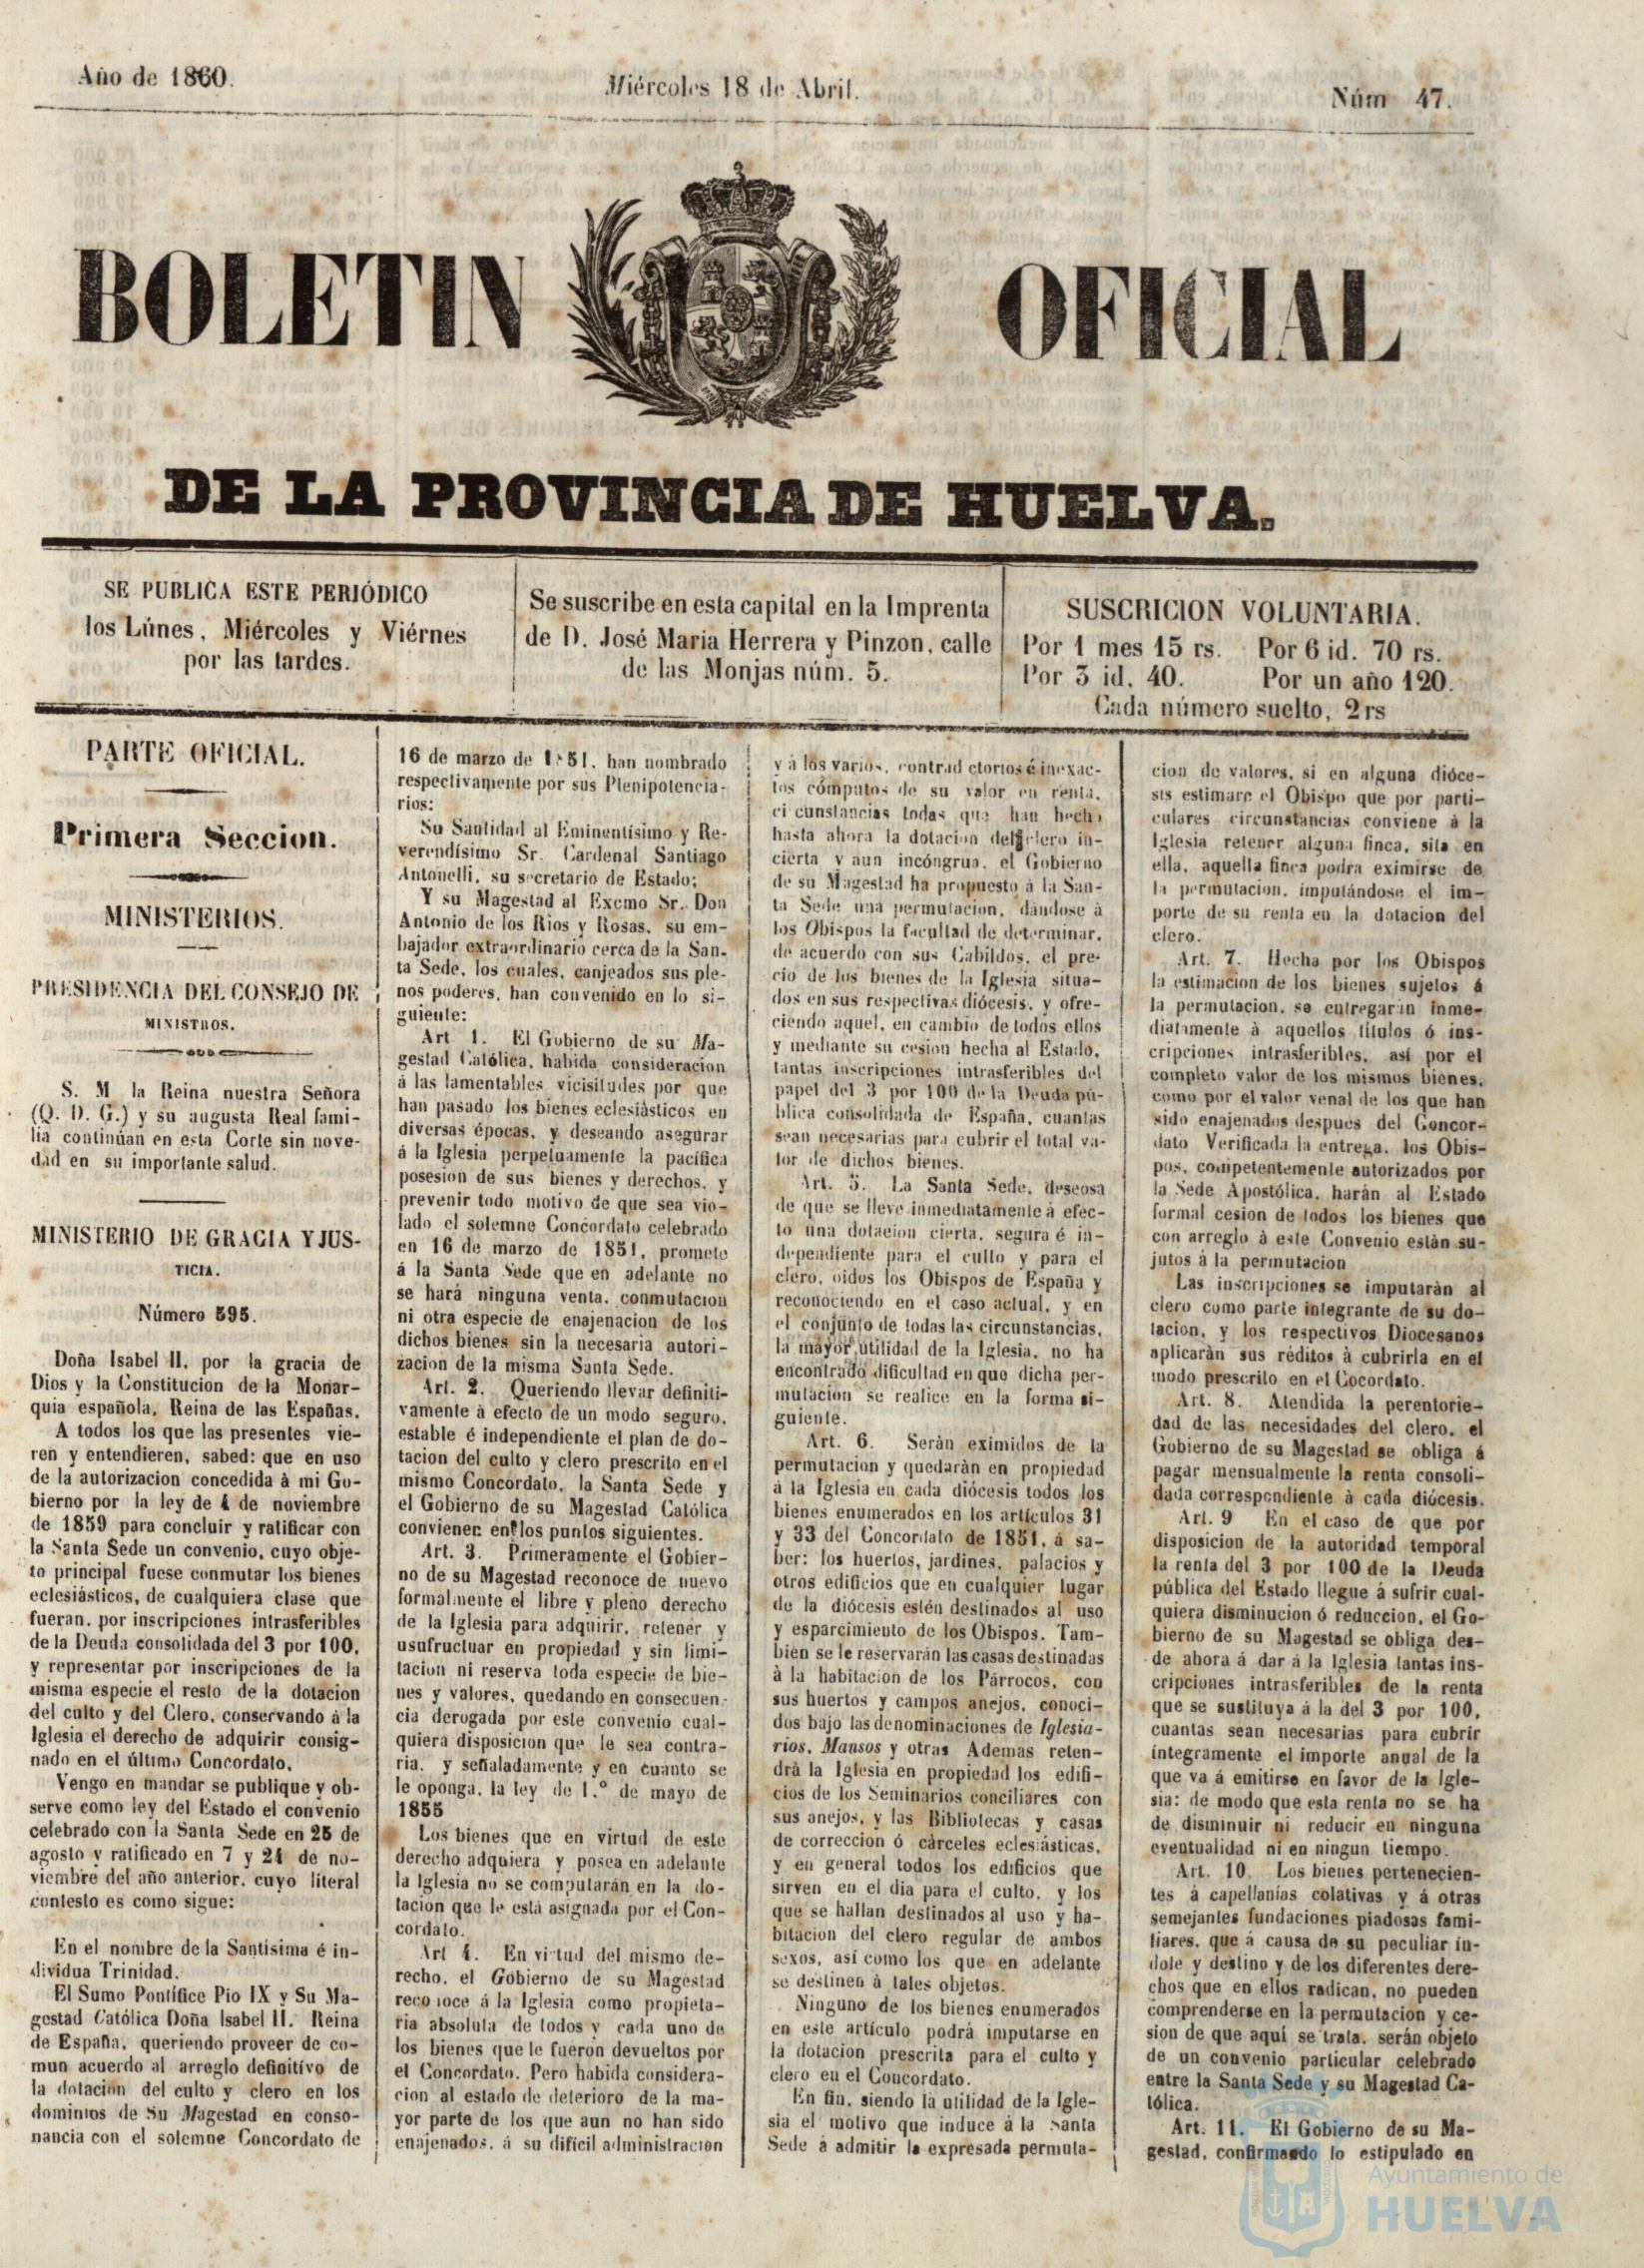 Año de 1860.
Miércoles 18 de Abril.
Núm 47.
BOLETIN OFICIAL
DE LA PROVINCIA DE HUELVA.
SE PUBLICA ESTE PERIÓDICO
los Lúnes, Miércoles y Viérnes
por las tardes.
Se suscribe en esta capital en la Imprenta
de D. José Maria Herrera y Pinzon, calle
de las Monjas núm. 5.
SUSCRICION VOLUNTARIA.
Por 1 mes 15 rs. Por 6 id. 70 rs.
Por 3 id. 40. Por un año 120.
Cada número suelto, 2 rs
PARTE OFICIAL.
Primera Seccion.
MINISTERIOS.
PRESIDENCIA DEL CONSEJO DE
MINISTROS.
S. M la Reina nuestra Señora
(Q. D. G.) y su augusta Real fami-
lia continúan en esta Corte sin nove-
dad en su importante salud.
MINISTERIO DE GRACIA Y JUS-
TICIA.
Número 595.
Doña Isabel II, por la gracia de
Dios y la Constitucion de la Monar-
quia española, Reina de las Españas.
A todos los que las presentes vie-
ren y entendieren, sabed: que en uso
de la autorizacion concedida à mi Go-
bierno por la ley de 4 de noviembre
de 1859 para concluir y ratificar con
la Santa Sede un convenio, cuyo obje-
to principal fuese conmutar los bienes
eclesiásticos, de cualquiera clase que
fueran, por inscripciones intrasferibles
de la Deuda consolidada del 3 por 100,
y representar por inscripciones de la
misma especie el resto de la dotacion
del culto y del Clero, conservando á la
Iglesia el derecho de adquirir consig-
nado en el último Concordato,
Vengo en mandar se publique y ob-
serve como ley del Estado el convenio
celebrado con la Santa Sede en 25 de
agosto y ratificado en 7 y 24 de no-
viembre del año anterior, cuyo literal
contesto es como sigue:
En el nombre de la Santísima é in-
dividua Trinidad.
El Sumo Pontífice Pio IX y Su Ma-
gestad Católica Doña Isabel II, Reina
de España, queriendo proveer de co-
mun acuerdo al arreglo definitivo de
la dotacion del culto y clero en los
dominios de Su Magestad en conso-
nancia con el solemne Concordato de
16 de marzo de 1851, han nombrado
respectivamente por sus Plenipotencia-
rios:
Su Santidad al Eminentísimo y Re-
verendísimo Sr. Cardenal Santiago
Antonelli, su secretario de Estado;
Y su Magestad al Excmo Sr. Don
Antonio de los Rios y Rosas, su em-
bajador extraordinario cerca de la San-
ta Sede, los cuales, canjeados sus ple-
nos poderes, han convenido en lo si-
guiente:
Art 1. El Gobierno de su Ma-
gestad Católica, habida consideracion
á las lamentables vicisitudes por que
han pasado los bienes eclesiàsticos en
diversas épocas, y deseando asegurar
á la Iglesia perpetuamente la pacífica
posesion de sus bienes y derechos, y
prevenir todo motivo de que sea vio-
lado el solemne Concordato celebrado
en 16 de marzo de 1851, promete
á la Santa Sede que en adelante no
se hará ninguna venta, conmutacion
ni otra especie de enajenacion de los
dichos bienes sin la necesaria autori-
zacion de la misma Santa Sede.
Art. 2. Queriendo llevar definiti-
vamente à efecto de un modo seguro,
estable é independiente el plan de do-
tacion del culto y clero prescrito en el
mismo Concordato, la Santa Sede y
el Gobierno de su Magestad Católica
convienen en los puntos siguientes.
Art. 3. Primeramente el Gobier-
no de su Magestad reconoce de nuevo
formalmente el libre y pleno derecho
de la Iglesia para adquirir, retener y
usufructuar en propiedad y sin limi-
tacion ni reserva toda especie de bie-
nes y valores, quedando en consecuen-
cia derogada por este convenio cual-
quiera disposicion que le sea contra-
ria, y señaladamente y en cuanto se
le oponga, la ley de 1.º de mayo de
1855
Los bienes que en virtud de este
derecho adquiera y posea en adelante
la Iglesia no se computarán en la do-
tacion que le está asignada por el Con-
cordato.
Art 4. En virtud del mismo de-
recho, el Gobierno de su Magestad
reconoce á la Iglesia como propieta-
ria absoluta de todos y cada uno de
los bienes que le fueron devueltos por
el Concordato. Pero habida considera-
cion al estado de deterioro de la ma-
yor parte de los que aun no han sido
enajenados, á su difícil administracion
y à los varios, contradictorios é inexac-
tos cómputos de su valor en renta,
circunstancias todas que han hecho
hasta ahora la dotacion del clero in-
cierta y aun incóngrua, el Gobierno
de su Magestad ha propuesto à la San-
ta Sede una permutacion, dándose à
los Obispos la facultad de determinar,
de acuerdo con sus Cabildos, el pre-
cio de los bienes de la Iglesia situa-
dos en sus respectivas diócesis, y ofre-
ciendo aquel, en cambio de todos ellos
y mediante su cesion hecha al Estado,
tantas inscripciones intrasferibles del
papel del 3 por 100 de la Deuda pú-
blica consolidada de España, cuantas
sean necesarias para cubrir el total va-
lor de dichos bienes.
Art. 5. La Santa Sede, deseosa
de que se lleve inmediatamente à efec-
to una dotacion cierta, segura é in-
dependiente para el culto y para el
clero, oidos los Obispos de España y
reconociendo en el caso actual, y en
el conjunto de todas las circunstancias,
la mayor utilidad de la Iglesia, no ha
encontrado dificultad en que dicha per-
mutacion se realice en la forma si-
guiente.
Art. 6. Seràn eximidos de la
permutacion y quedaràn en propiedad
à la Iglesia en cada diócesis todos los
bienes enumerados en los artículos 31
y 33 del Concordato de 1851, à sa-
ber: los huertos, jardines, palacios y
otros edificios que en cualquier lugar
de la diócesis estén destinados al uso
y esparcimiento de los Obispos. Tam-
bien se le reservarán las casas destinadas
à la habitacion de los Párrocos, con
sus huertos y campos anejos, conoci-
dos bajo las denominaciones de Iglesia-
rios, Mansos y otras Ademas reten-
drà la Iglesia en propiedad los edifi-
cios de los Seminarios conciliares con
sus anejos, y las Bibliotecas y casas
de correccion ó càrceles eclesiásticas,
y en general todos los edificios que
sirven en el dia para el culto, y los
que se hallan destinados al uso y ha-
bitacion del clero regular de ambos
sexos, así como los que en adelante
se destinen à tales objetos.
Ninguno de los bienes enumerados
en este artículo podrá imputarse en
la dotacion prescrita para el culto y
clero en el Concordato.
En fin, siendo la utilidad de la Igle-
sia el motivo que induce á la Santa
Sede à admitir la expresada permuta-
cion de valores, si en alguna dióce-
sis estimare el Obispo que por parti-
culares circunstancias conviene à la
Iglesia retener alguna finca, sita en
ella, aquella finca podra eximirse de
la permutacion, imputándose el im-
porte de su renta en la dotacion del
clero.
Art. 7. Hecha por los Obispos
la estimacion de los bienes sujetos á
la permutacion, se entregaràn inme-
diatamente à aquellos títulos ó ins-
cripciones intrasferibles, así por el
completo valor de los mismos bienes,
como por el valor venal de los que han
sido enajenados despues del Concor-
dato Verificada la entrega, los Obis-
pos, competentemente autorizados por
la Sede Apostólica, harán al Estado
formal cesion de todos los bienes que
con arreglo à este Convenio estàn su-
jutos á la permutacion
Las inscripciones se imputaràn al
clero como parte integrante de su do-
tacion, y los respectivos Diocesanos
aplicaràn sus réditos à cubrirla en el
modo prescrito en el Cocordato.
Art. 8. Atendida la perentorie-
dad de las necesidades del clero, el
Gobierno de su Magestad se obliga á
pagar mensualmente la renta consoli-
dada correspondiente à cada diócesis.
Art. 9 En el caso de que por
disposicion de la autoridad temporal
la renta del 3 por 100 de la Deuda
pública del Estado llegue á sufrir cual-
quiera disminucion ó reduccion, el Go-
bierno de su Magestad se obliga des-
de ahora á dar á la Iglesia tantas ins-
cripciones intrasferibles de la renta
que se sustituya á la del 3 por 100,
cuantas sean necesarias para cubrir
íntegramente el importe anual de la
que va á emitirse en favor de la Igle-
sia: de modo que esta renta no se ha
de disminuir ni reducir en ninguna
eventualidad ni en ningun tiempo.
Art. 10. Los bienes pertenecien-
tes á capellanías colativas y á otras
semejantes fundaciones piadosas fami-
liares, que á causa de su peculiar ín-
dole y destino y de los diferentes dere-
chos que en ellos radican, no pueden
comprenderse en la permutacion y ce-
sion de que aquí se trata, serán objeto
de un convenio particular celebrado
entre la Santa Sede y su Magestad Ca-
tólica.
Art. 11. El Gobierno de su Ma-
gestad, confirmando lo estipulado en
Ayuntamiento de
HUELVA